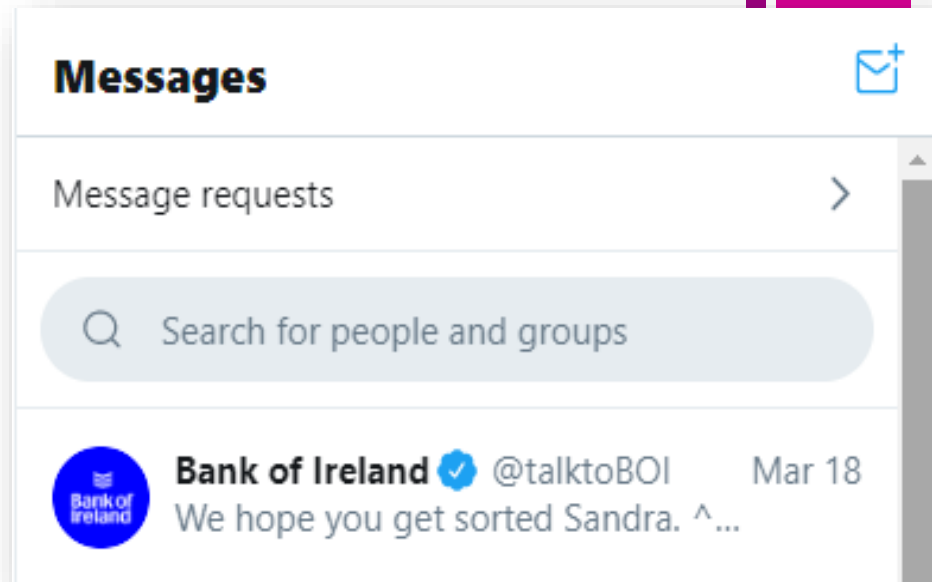 Messages
Message requests
Search for people and groups
Bank of Ireland @talktoBOI Mar 18
Bank of
Ireland
We hope you get sorted Sandra. ^...